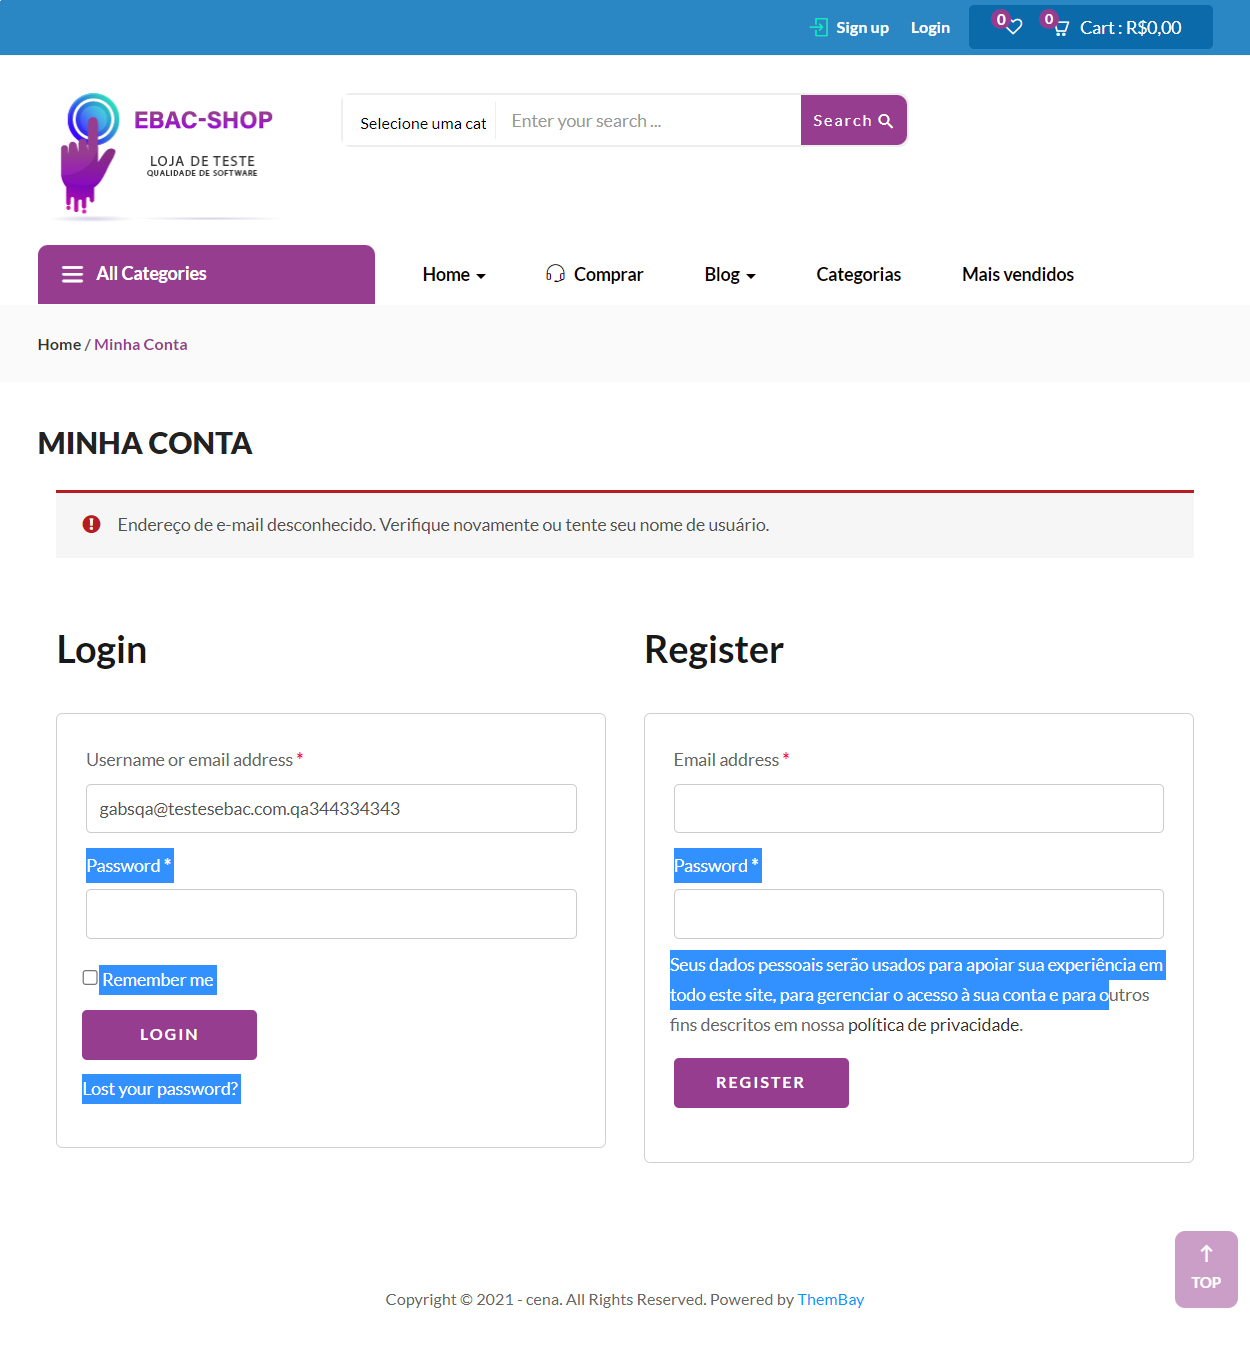 Sign up
Login
0
0
Cart : R$0,00
EBAC-SHOP
LOJA DE TESTE
QUALIDADE DE SOFTWARE
Selecione uma cat
Enter your search ...
Search
All Categories
Home
Comprar
Blog
Categorias
Mais vendidos
Home / Minha Conta
MINHA CONTA
Endereço de e-mail desconhecido. Verifique novamente ou tente seu nome de usuário.
Login
Username or email address *
gabsqa@testesebac.com.qa344334343
Password *
Remember me
LOGIN
Lost your password?
Register
Email address *
Password *
Seus dados pessoais serão usados para apoiar sua experiência em
todo este site, para gerenciar o acesso à sua conta e para outros
fins descritos em nossa política de privacidade.
REGISTER
TOP
Copyright © 2021 - cena. All Rights Reserved. Powered by ThemBay